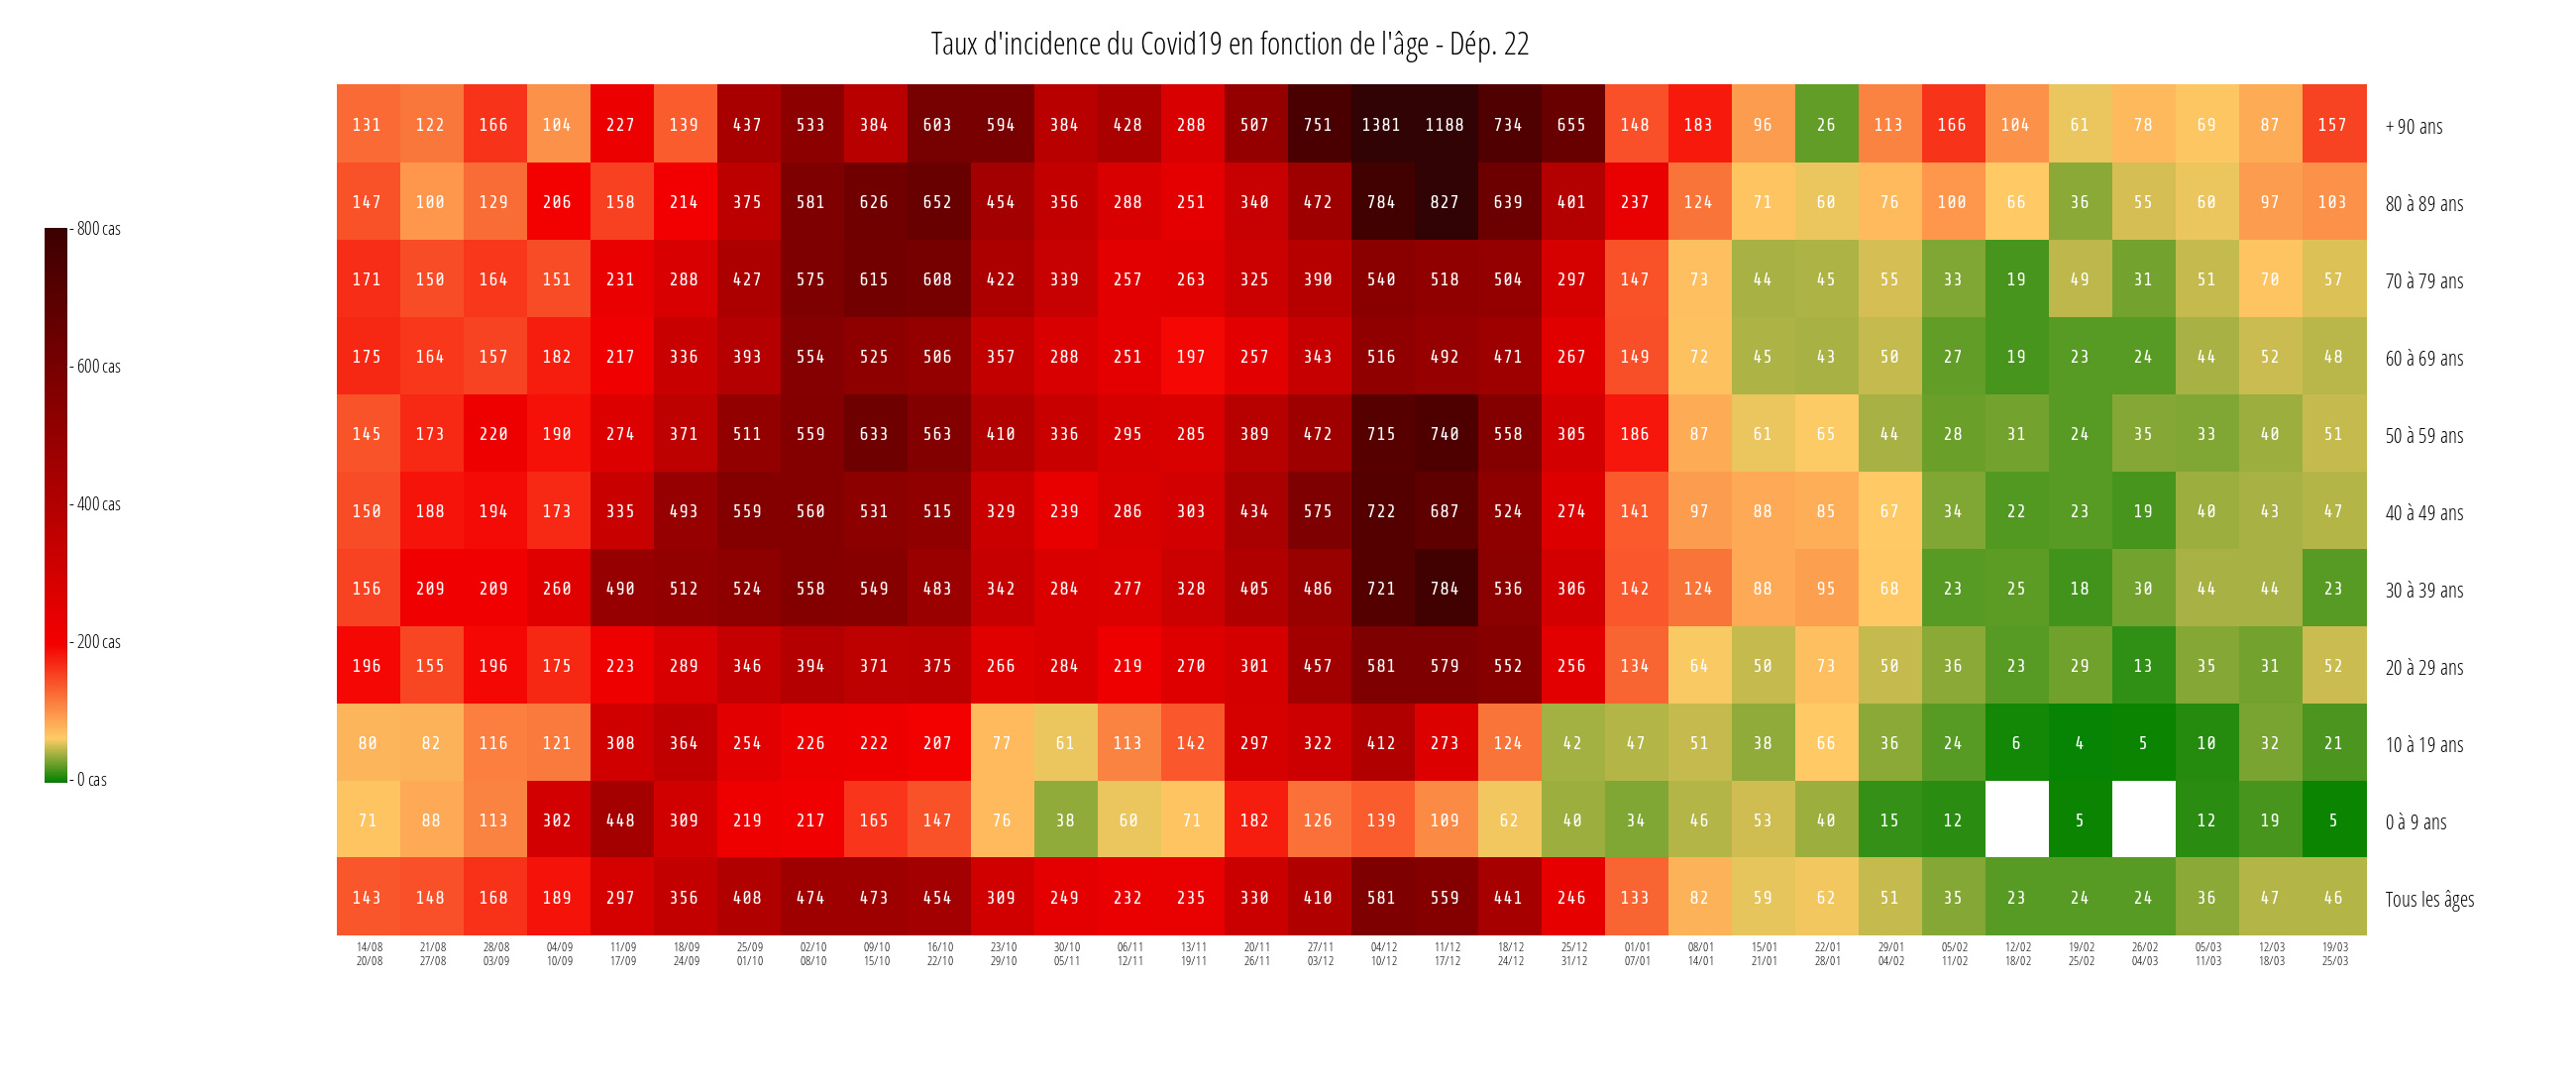 Taux d'incidence du Covid19 en fonction de l'âge - Dép. 22
131 122 166 104 227 139 437 533 384 603 594 384 428 288 507 751 1381 1188 734 655 148 183 96 26 113 166 104 61 78 69 87 157 + 90 ans
147 100 129 206 158 214 375 581 626 652 454 356 288 251 340 472 784 827 639 401 237 124 71 60 76 100 66 36 55 60 97 103 80 à 89 ans
- 800 cas
171 150 164 151 231 288 427 575 615 608 422 339 257 263 325 390 540 518 504 297 147 73 44 45 55 33 19 49 31 51 70 57 70 à 79 ans
175 164 157 182 217 336 393 554 525 506 357 288 251 197 257 343 516 492 471 267 149 72 45 43 50 27 19 23 24 44 52 48 60 à 69 ans
- 600 cas
145 173 220 190 274 371 511 559 633 563 410 336 295 285 389 472 715 740 558 305 186 87 61 65 44 28 31 24 35 33 40 51 50 à 59 ans
- 400 cas
150 188 194 173 335 493 559 560 531 515 329 239 286 303 434 575 722 687 524 274 141 97 88 85 67 34 22 23 19 40 43 47 40 à 49 ans
156 209 209 260 490 512 524 558 549 483 342 284 277 328 405 486 721 784 536 306 142 124 88 95 68 23 25 18 30 44 44 23 30 à 39 ans
- 200 cas
196 155 196 175 223 289 346 394 371 375 266 284 219 270 301 457 581 579 552 256 134 64 50 73 50 36 23 29 13 35 31 52 20 à 29 ans
80 82 116 121 308 364 254 226 222 207 77 61 113 142 297 322 412 273 124 42 47 51 38 66 36 24 6 4 5 10 32 21 10 à 19 ans
- 0 cas
71 88 113 302 448 309 219 217 165 147 76 38 60 71 182 126 139 109 62 40 34 46 53 40 15 12 5 12 19 5 0 à 9 ans
143 148 168 189 297 356 408 474 473 454 309 249 232 235 330 410 581 559 441 246 133 82 59 62 51 35 23 24 24 36 47 46 Tous les âges
14/08 21/08 28/08 04/09 11/09 18/09 25/09 02/10 09/10 16/10 23/10 30/10 06/11 13/11 20/11 27/11 04/12 11/12 18/12 25/12 01/01 08/01 15/01 22/01 29/01 05/02 12/02 19/02 26/02 05/03 12/03 19/03
20/08 27/08 03/09 10/09 17/09 24/09 01/10 08/10 15/10 22/10 29/10 05/11 12/11 19/11 26/11 03/12 10/12 17/12 24/12 31/12 07/01 14/01 21/01 28/01 04/02 11/02 18/02 25/02 04/03 11/03 18/03 25/03